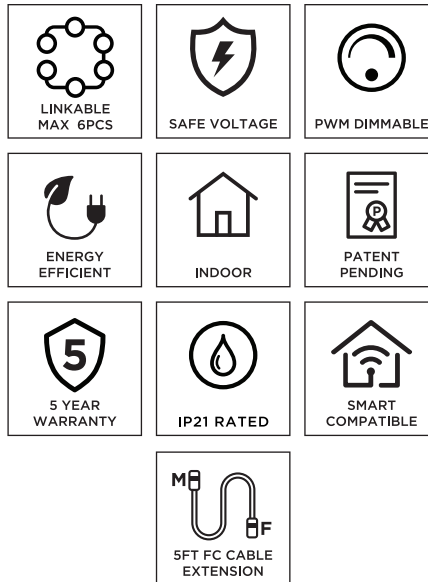 LINKABLE
MAX 6PCS
SAFE VOLTAGE
PWM DIMMABLE
ENERGY
EFFICIENT
INDOOR
P
PATENT
PENDING
5
5 YEAR
WARRANTY
IP21 RATED
SMART
COMPATIBLE
M
F
5FT FC CABLE
EXTENSION